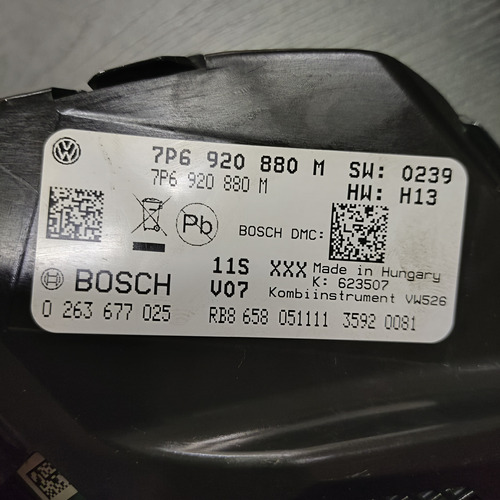 7P6 920 880 M SW: 0239
7P6 920 880 M HW: H13
Pb BOSCH DMC:
11S XXX Made in Hungary
BOSCH V07 K: 623507
Kombiinstrument VW526
0 263 677 025 RB8 658 051111 3592 0081